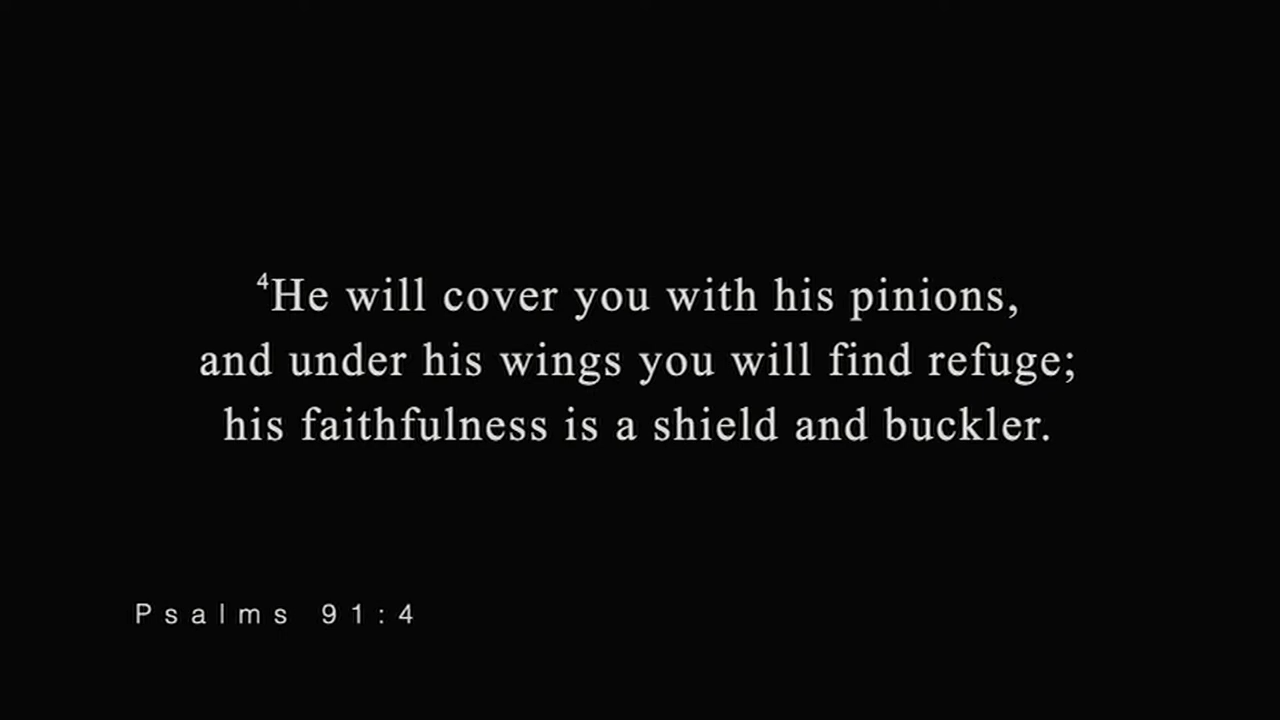 ⁴He will cover you with his pinions,
and under his wings you will find refuge;
his faithfulness is a shield and buckler.
Psalms 91:4